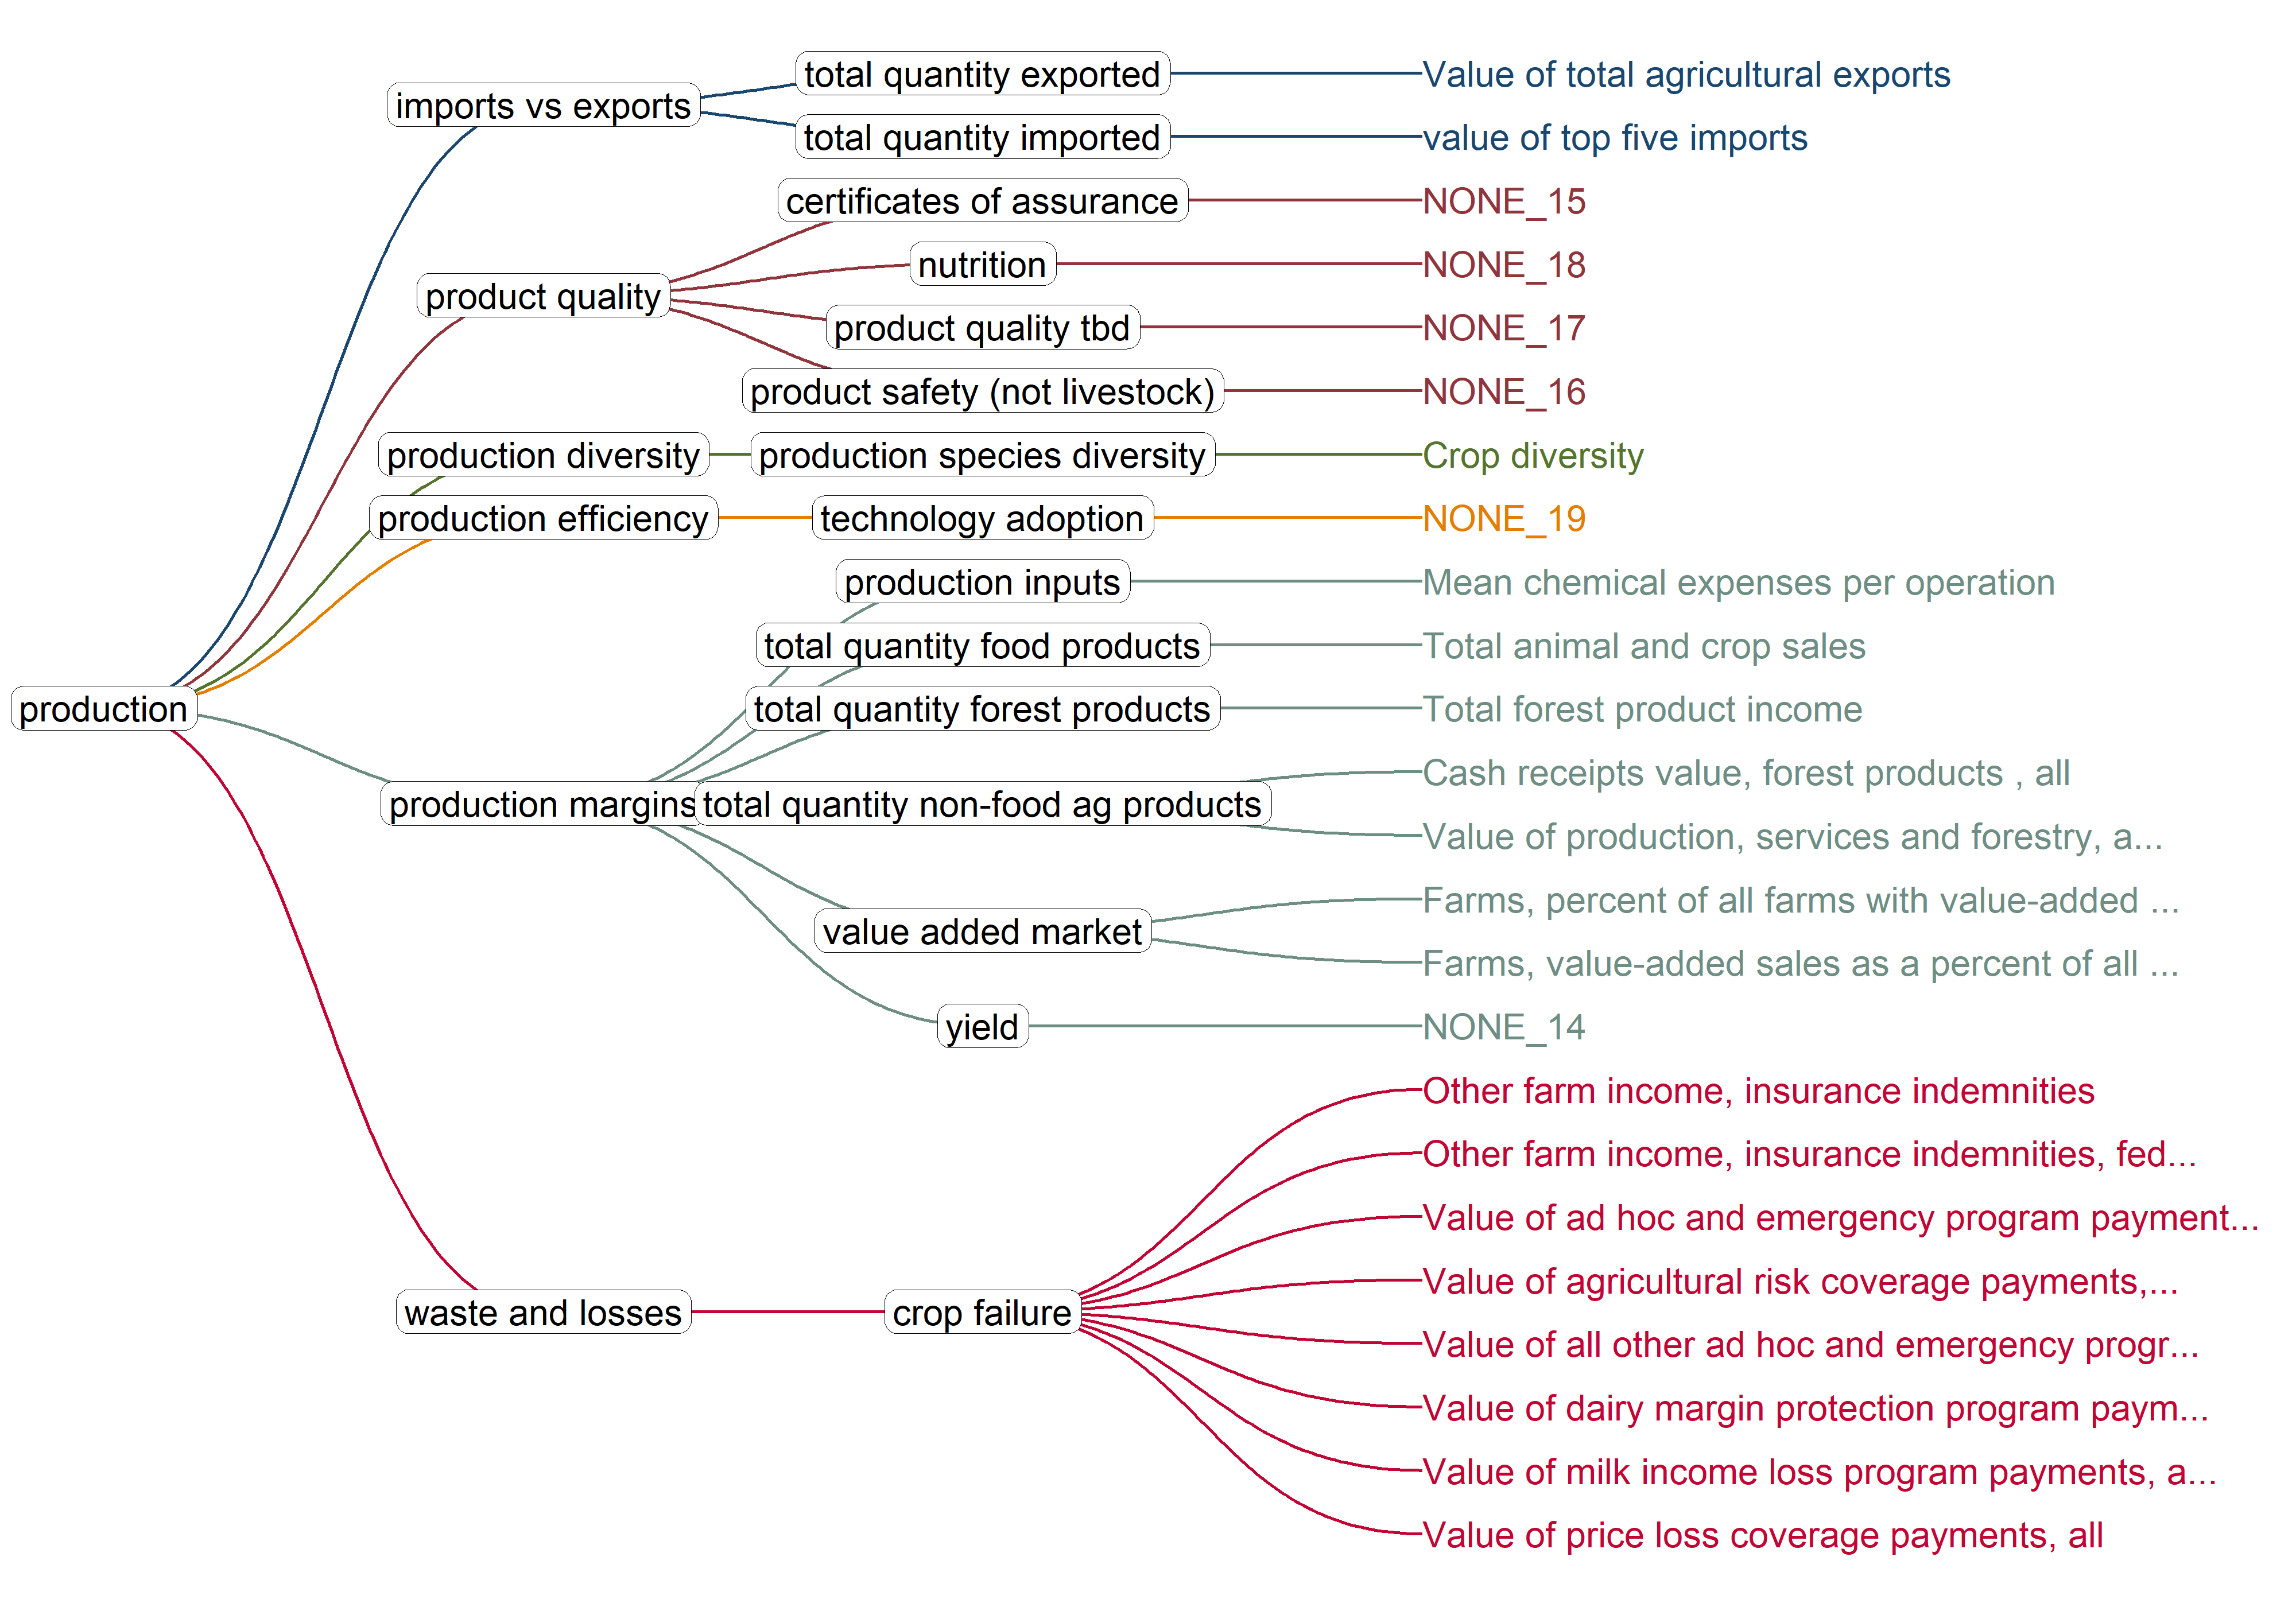 total quantity exported
Value of total agricultural exports
imports vs exports
total quantity imported
value of top five imports
certificates of assurance
NONE_15
nutrition
NONE_18
product quality
product quality tbd
NONE_17
product safety (not livestock)
NONE_16
production diversity
production species diversity
Crop diversity
production efficiency
technology adoption
NONE_19
production inputs
Mean chemical expenses per operation
total quantity food products
Total animal and crop sales
production
total quantity forest products
Total forest product income
Cash receipts value, forest products , all
production margins
total quantity non-food ag products
Value of production, services and forestry, a...
Farms, percent of all farms with value-added ...
value added market
Farms, value-added sales as a percent of all ...
yield
NONE_14
Other farm income, insurance indemnities
Other farm income, insurance indemnities, fed...
Value of ad hoc and emergency program payment...
Value of agricultural risk coverage payments,...
waste and losses
crop failure
Value of all other ad hoc and emergency progr...
Value of dairy margin protection program paym...
Value of milk income loss program payments, a...
Value of price loss coverage payments, all